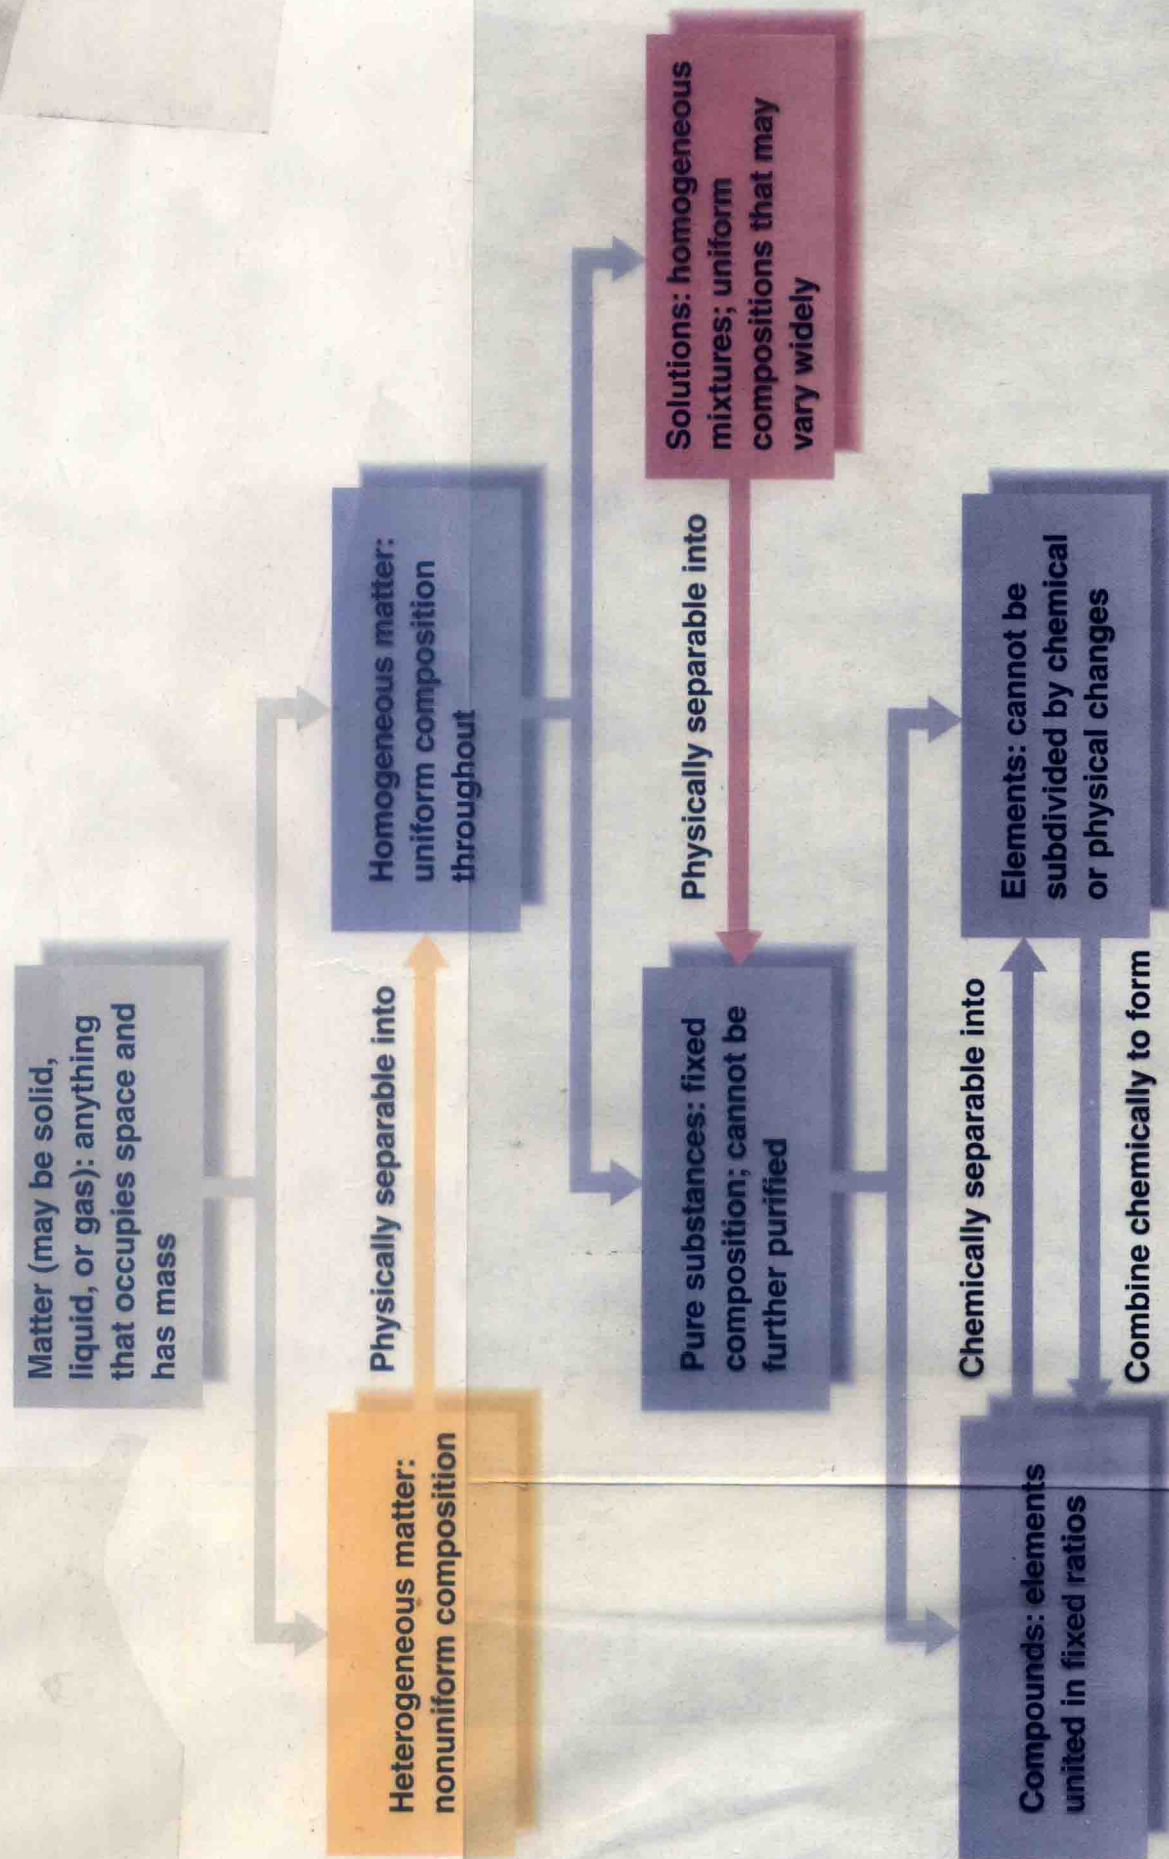 Matter (may be solid,
liquid, or gas): anything
that occupies space and
has mass
Heterogeneous matter:
nonuniform composition
Physically separable into
Homogeneous matter:
uniform composition
throughout
Pure substances: fixed
composition; cannot be
further purified
Physically separable into
Solutions: homogeneous
mixtures; uniform
compositions that may
vary widely
Compounds: elements
united in fixed ratios
Chemically separable into
Combine chemically to form
Elements: cannot be
subdivided by chemical
or physical changes